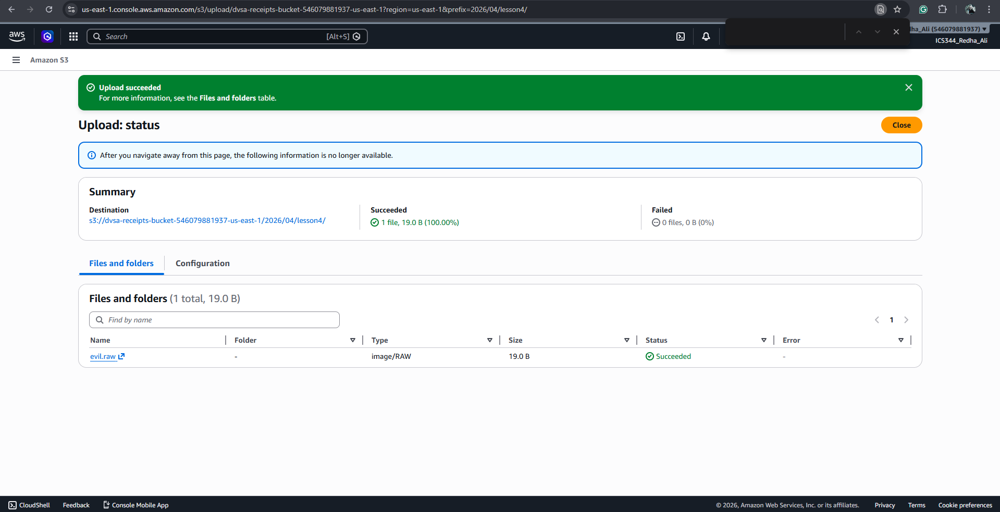 us-east-1.console.aws.amazon.com/s3/upload/dvsa-receipts-bucket-546079881937-us-east-1?region=us-east-1&prefix=2026/04/lesson4/
aws
Search
[Alt+S]
(546079881937)
ICS344_Redha_Ali
Amazon S3
Upload succeeded
For more information, see the Files and folders table.
Upload: status
Close
After you navigate away from this page, the following information is no longer available.
Summary
Destination
s3://dvsa-receipts-bucket-546079881937-us-east-1/2026/04/lesson4/
Succeeded
1 file, 19.0 B (100.00%)
Failed
0 files, 0 B (0%)
Files and folders
Configuration
Files and folders (1 total, 19.0 B)
Find by name
1
Name Folder Type Size Status Error
evil.raw - image/RAW 19.0 B Succeeded -
CloudShell Feedback Console Mobile App © 2026, Amazon Web Services, Inc. or its affiliates. Privacy Terms Cookie preferences